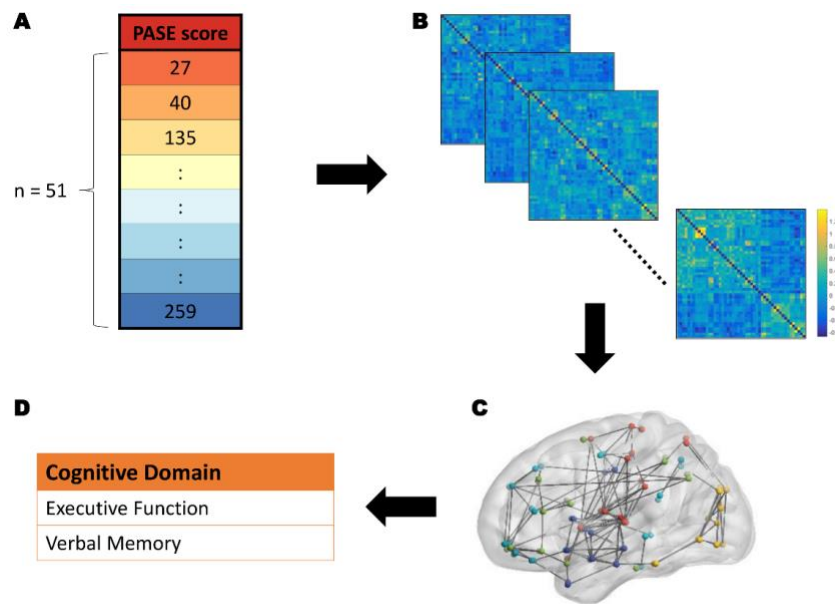 A
PASE score
27
40
135
:
:
:
:
259
n = 51
B
C
D
Cognitive Domain
Executive Function
Verbal Memory